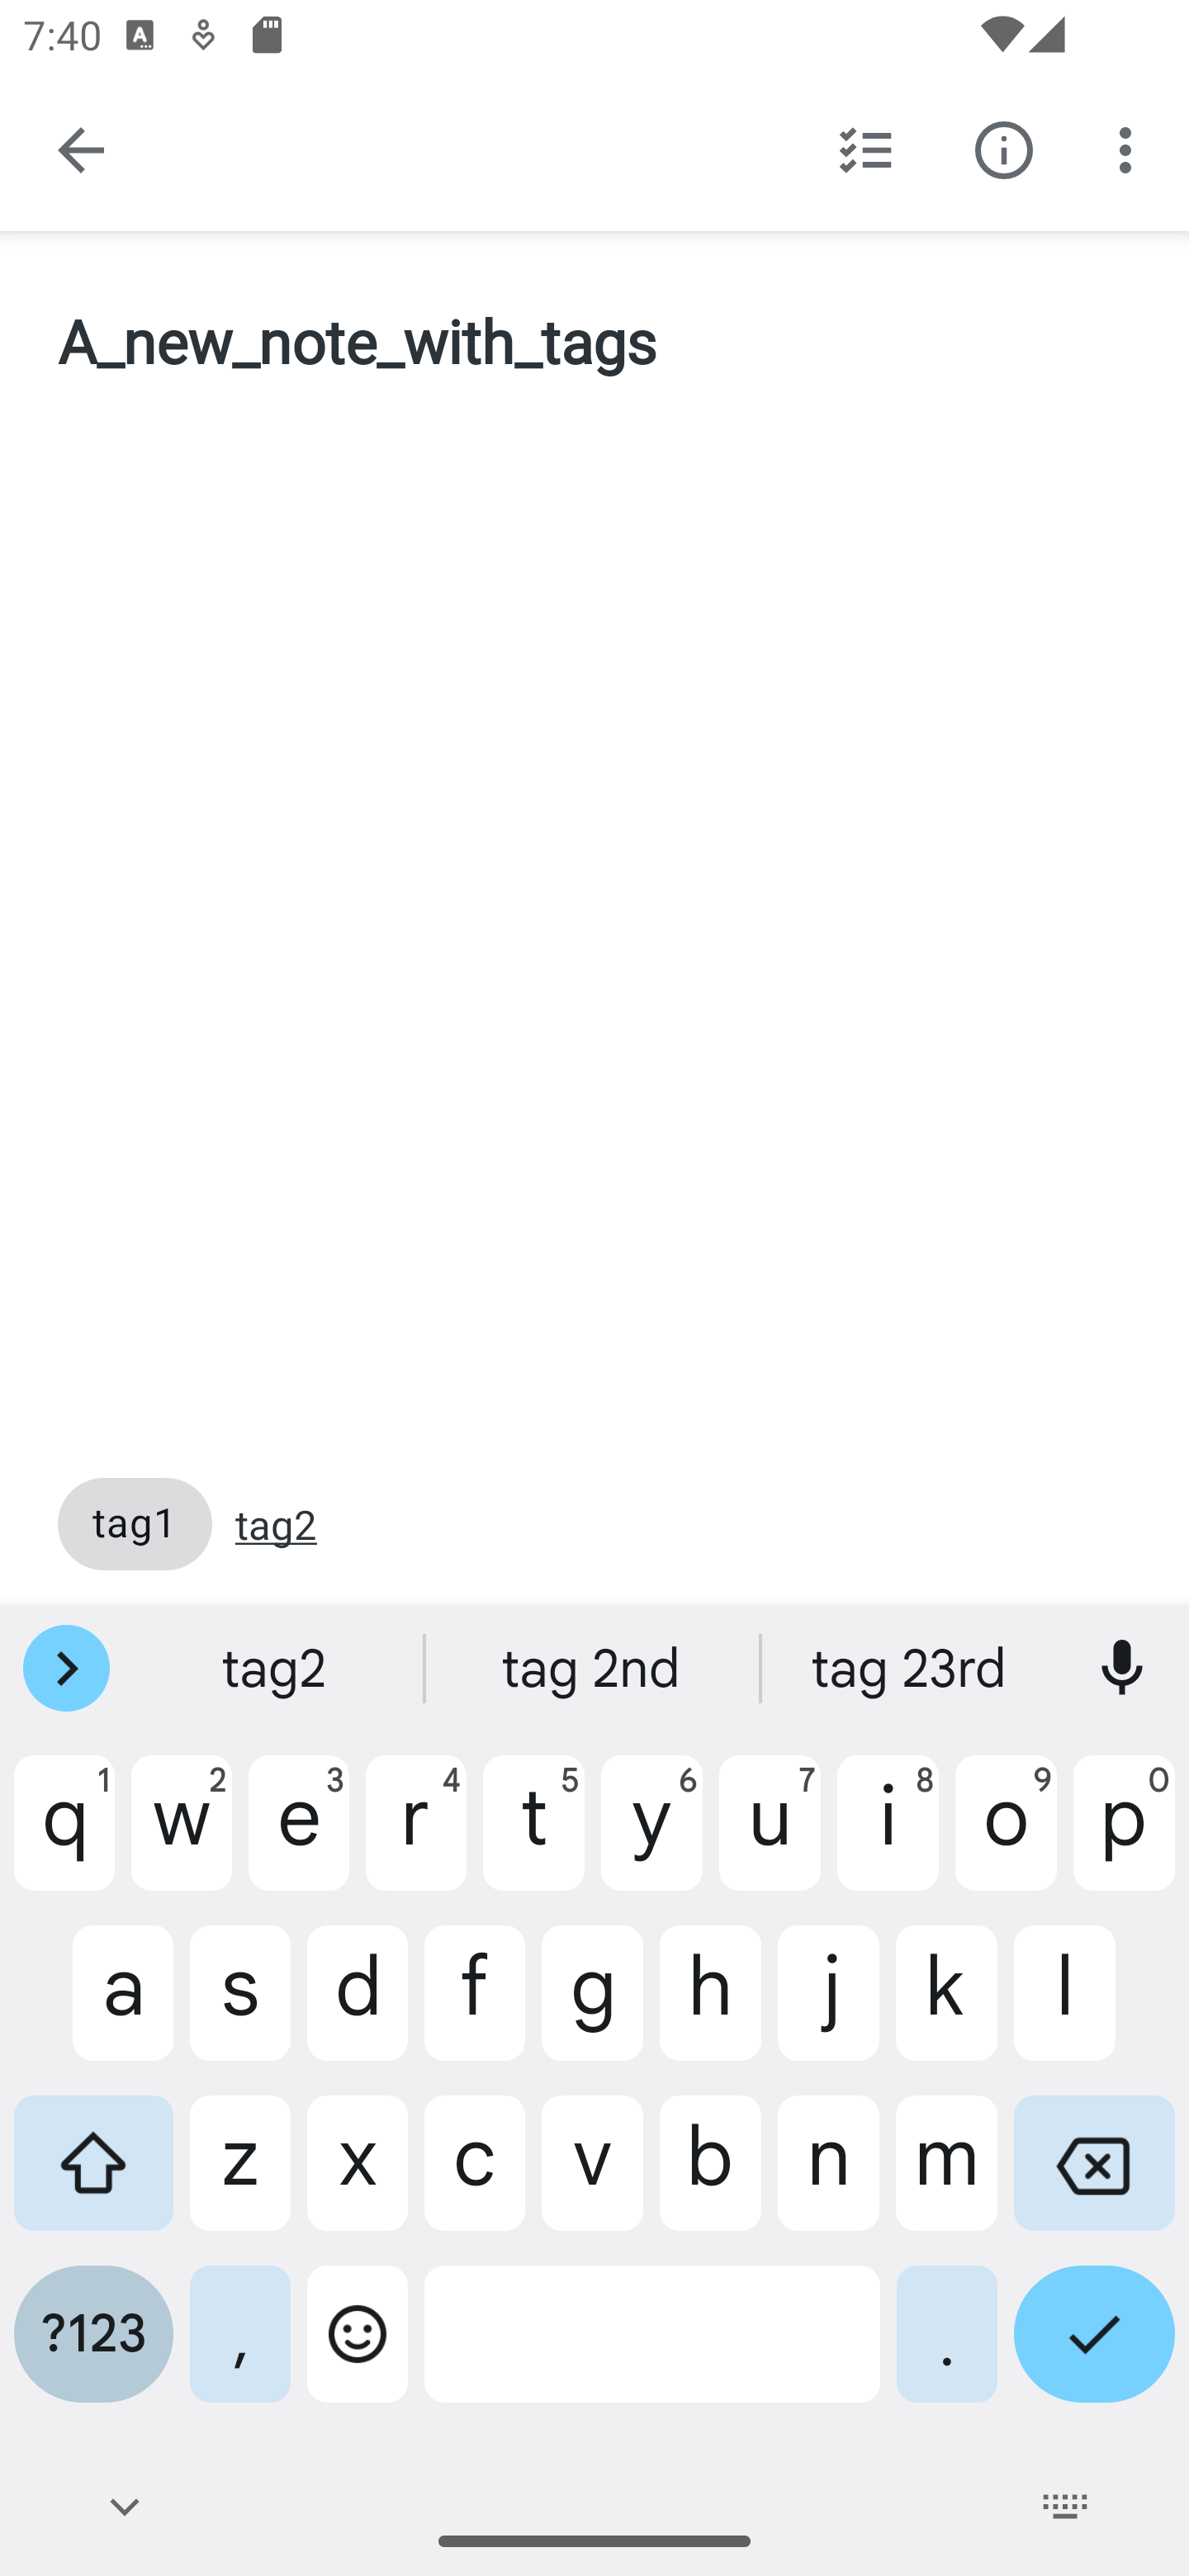 7:40
A_new_note_with_tags
tag1 tag2
tag2 tag 2nd tag 23rd
q1 w2 e3 r4 t5 y6 u7 i8 o9 p0
a s d f g h j k l
z x c v b n m
?123 , .